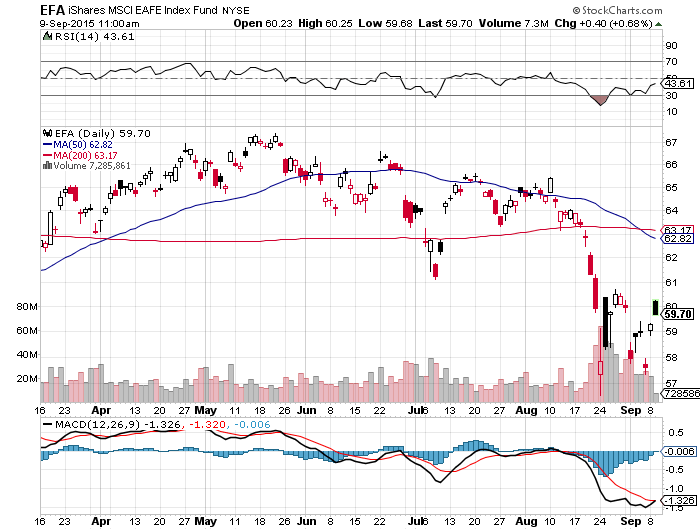 EFA iShares MSCI EAFE Index Fund NYSE © StockCharts.com
9-Sep-2015 11:00am Open 60.23 High 60.25 Low 59.68 Last 59.70 Volume 7.3M Chg +0.40 (+0.68%)
RSI(14) 43.61
90
70
50
43.61
30
10
EFA (Daily) 59.70
MA(50) 62.82
MA(200) 63.17
Volume 7,285,861
67
66
65
64
63.17
62.82
61
60
59.70
59
58
57
80M
60M
40M
20M
7285861
16 23 Apr 13 20 27 May 11 18 26 Jun 8 15 22 Jul 6 13 20 27 Aug 10 17 24 Sep 8
MACD(12,26,9) -1.326, -1.320, -0.006
0.5
-0.006
-0.5
-1.0
-1.326
-1.5
16 23 Apr 13 20 27 May 11 18 26 Jun 8 15 22 Jul 6 13 20 27 Aug 10 17 24 Sep 8